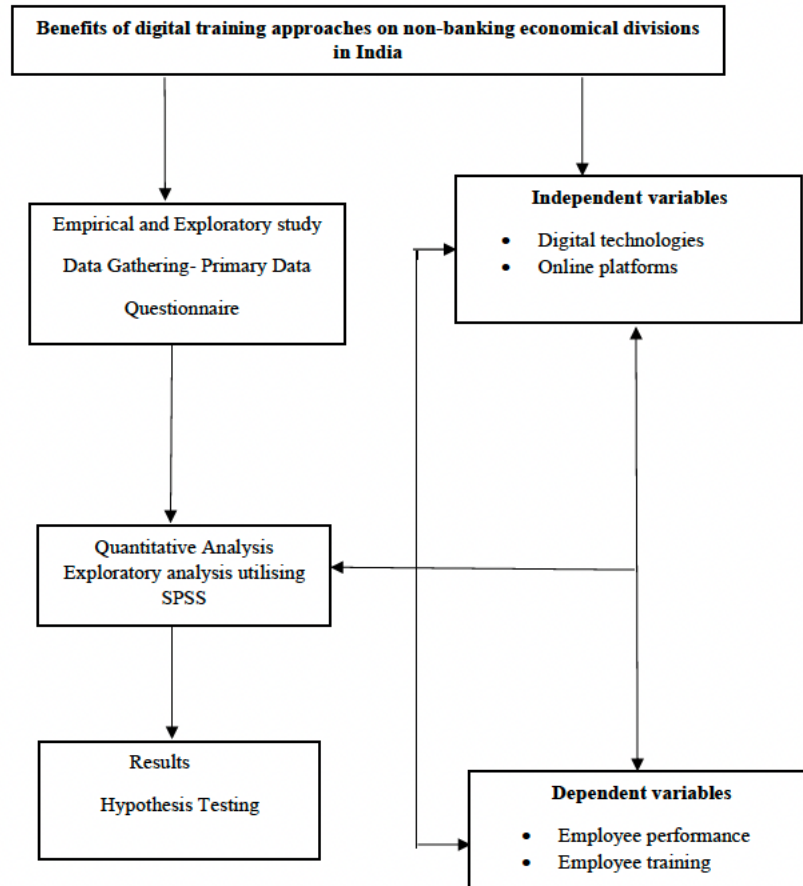 Benefits of digital training approaches on non-banking economical divisions
in India
Empirical and Exploratory study
Data Gathering- Primary Data
Questionnaire
Independent variables
• Digital technologies
• Online platforms
Quantitative Analysis
Exploratory analysis utilising
SPSS
Results
Hypothesis Testing
Dependent variables
• Employee performance
• Employee training